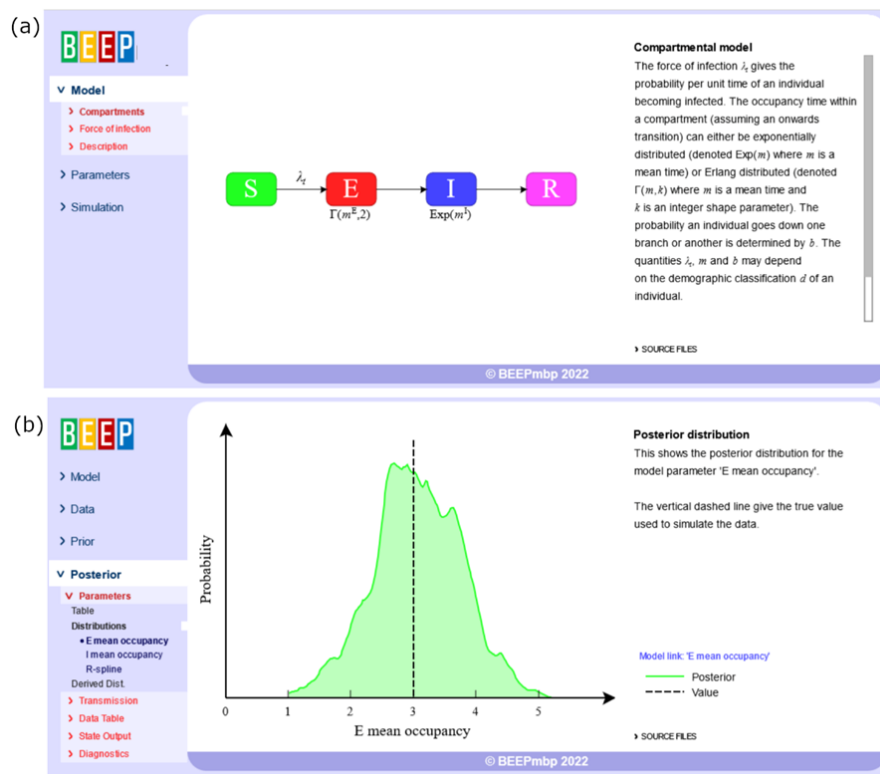 (a)
BEEP
Model
Compartments
Force of infection
Description
Parameters
Simulation
S
λt
E
I
R
Γ(mᴱ,2)
Exp(mᴵ)
Compartmental model
The force of infection λt gives the
probability per unit time of an individual
becoming infected. The occupancy time within
a compartment (assuming an onwards
transition) can either be exponentially
distributed (denoted Exp(m) where m is a
mean time) or Erlang distributed (denoted
Γ(m,k) where m is a mean time and
k is an integer shape parameter). The
probability an individual goes down one
branch or another is determined by b. The
quantities λt, m and b may depend
on the demographic classification d of an
individual.
SOURCE FILES
© BEEPmbp 2022
(b)
BEEP
Model
Data
Prior
Posterior
Parameters
Table
Distributions
E mean occupancy
I mean occupancy
R-spline
Derived Dist.
Transmission
Data Table
State Output
Diagnostics
Probability
0 1 2 3 4 5
E mean occupancy
Posterior distribution
This shows the posterior distribution for the
model parameter 'E mean occupancy'.
The vertical dashed line give the true value
used to simulate the data.
Model link: 'E mean occupancy'
Posterior
Value
SOURCE FILES
© BEEPmbp 2022